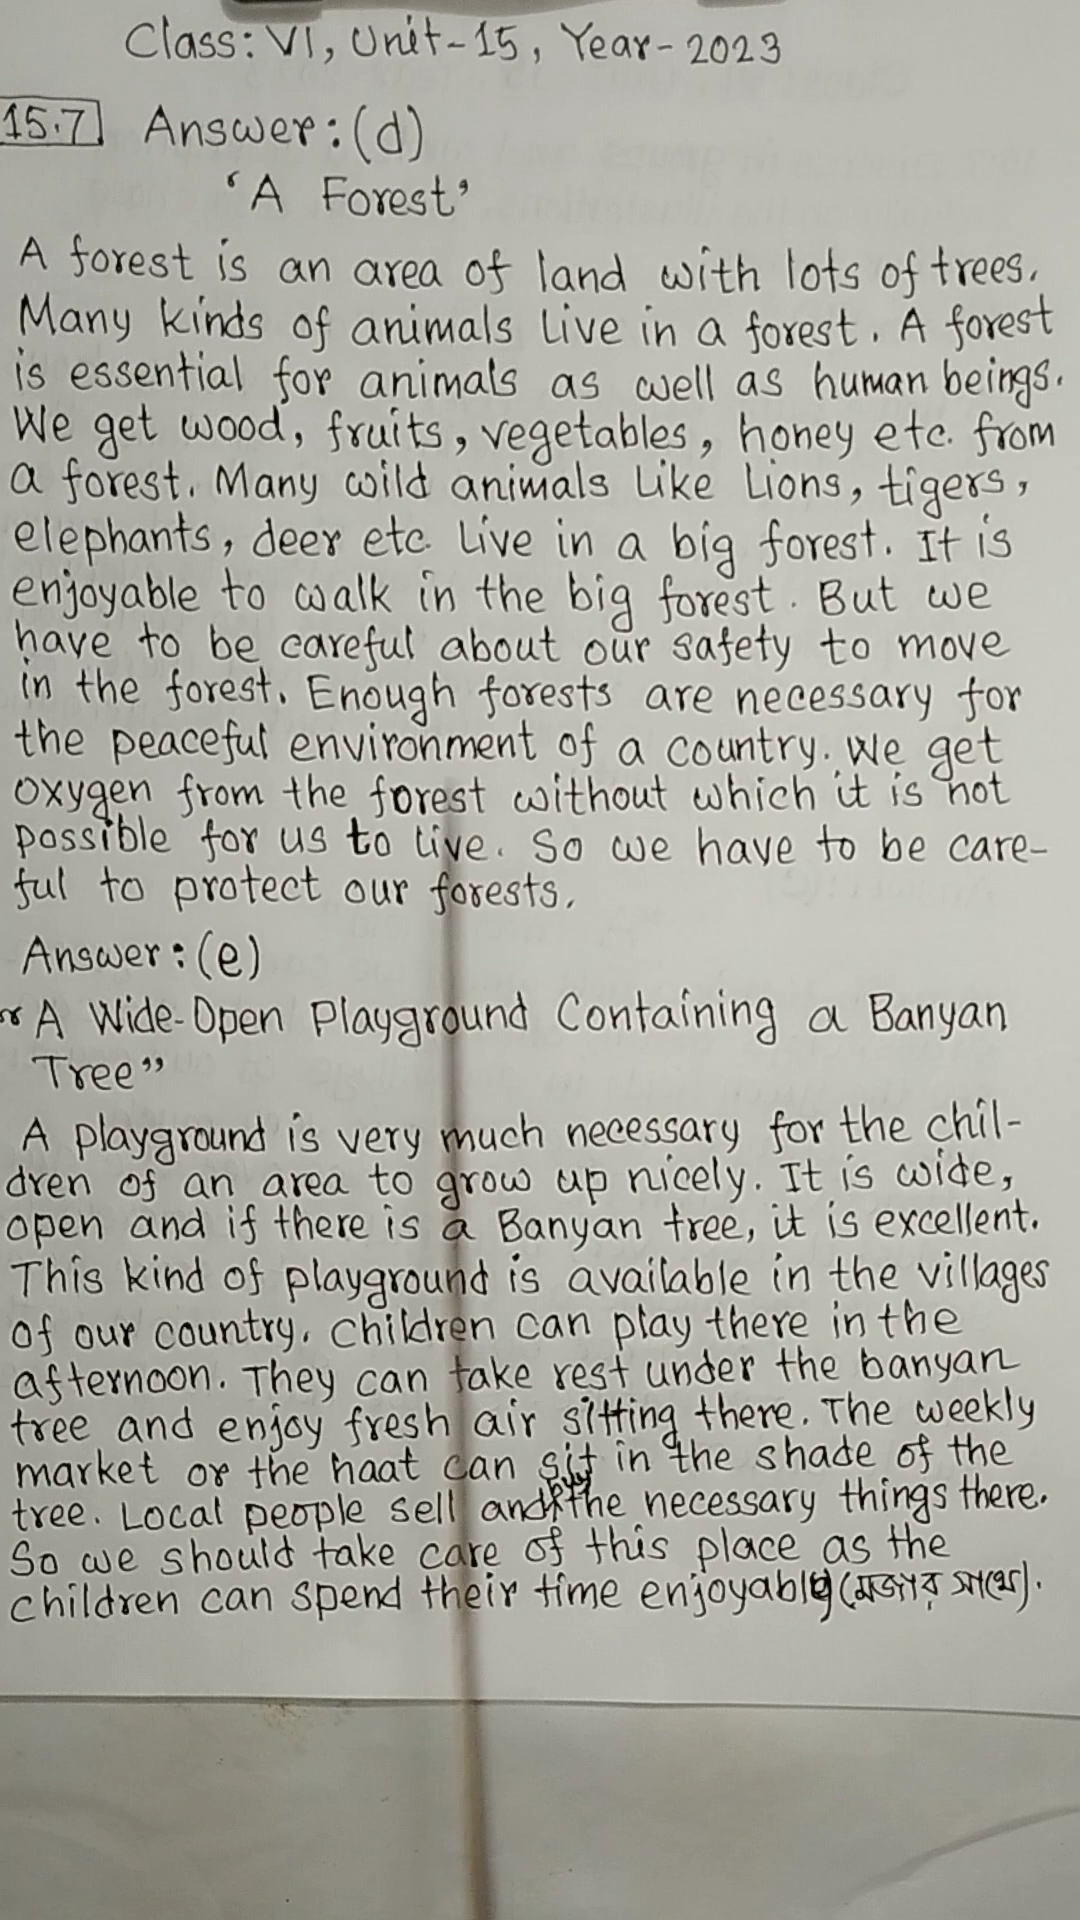 Class: VI, Unit-15, Year-2023
15.7 Answer: (d)
'A Forest'
A forest is an area of land with lots of trees.
Many kinds of animals live in a forest. A forest
is essential for animals as well as human beings.
We get wood, fruits, vegetables, honey etc. from
a forest. Many wild animals like lions, tigers,
elephants, deer etc. live in a big forest. It is
enjoyable to walk in the big forest. But we
have to be careful about our safety to move
in the forest. Enough forests are necessary for
the peaceful environment of a country. We get
oxygen from the forest without which it is not
possible for us to live. So we have to be care-
ful to protect our forests.
Answer: (e)
"A Wide-Open Playground Containing a Banyan
Tree"
A playground is very much necessary for the chil-
dren of an area to grow up nicely. It is wide,
open and if there is a Banyan tree, it is excellent.
This kind of playground is available in the villages
of our country. Children can play there in the
afternoon. They can take rest under the banyan
tree and enjoy fresh air sitting there. The weekly
market or the haat can sit in the shade of the
tree. Local people sell and buy the necessary things there.
So we should take care of this place as the
children can spend their time enjoyably (মজার সাথে).